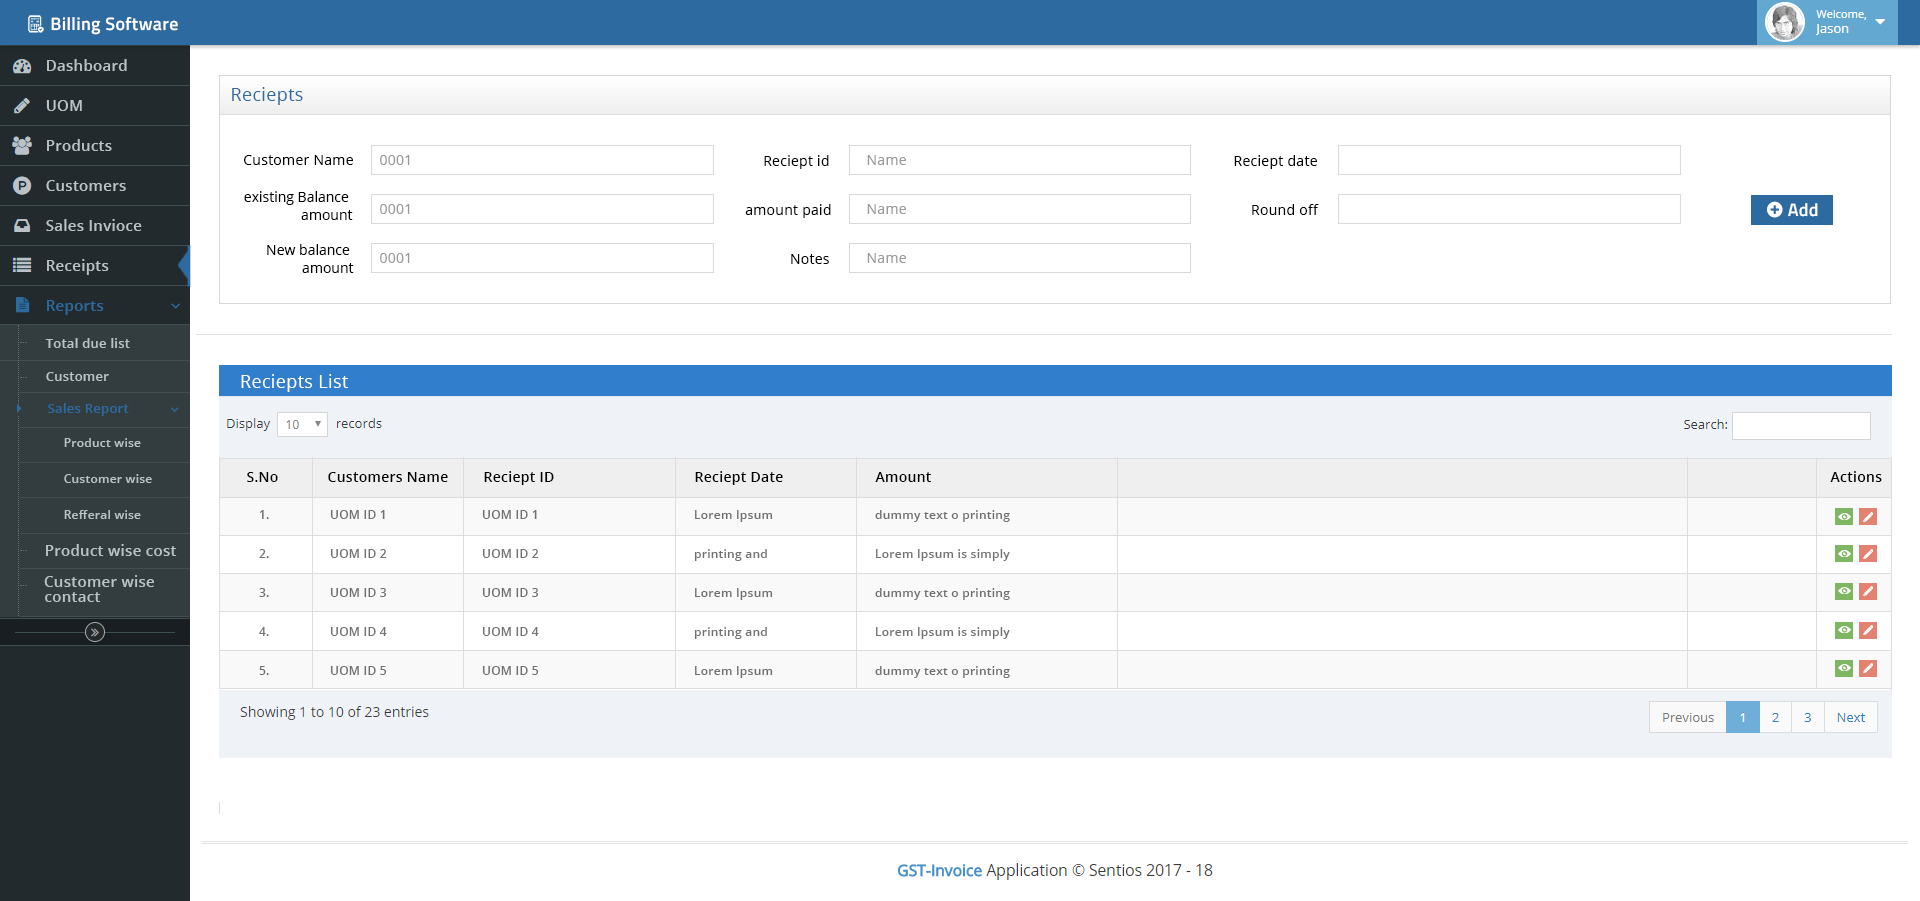 Billing Software
Welcome,
Jason
Dashboard
UOM
Products
Customers
Sales Invioce
Receipts
Reports
Total due list
Customer
Sales Report
Product wise
Customer wise
Refferal wise
Product wise cost
Customer wise
contact
Reciepts
Customer Name 0001 Reciept id Name Reciept date
existing Balance
amount 0001 amount paid Name Round off Add
New balance
amount 0001 Notes Name
Reciepts List
Display 10 records Search:
S.No Customers Name Reciept ID Reciept Date Amount Actions
1. UOM ID 1 UOM ID 1 Lorem Ipsum dummy text o printing
2. UOM ID 2 UOM ID 2 printing and Lorem Ipsum is simply
3. UOM ID 3 UOM ID 3 Lorem Ipsum dummy text o printing
4. UOM ID 4 UOM ID 4 printing and Lorem Ipsum is simply
5. UOM ID 5 UOM ID 5 Lorem Ipsum dummy text o printing
Showing 1 to 10 of 23 entries Previous 1 2 3 Next
GST-Invoice Application © Sentios 2017 - 18